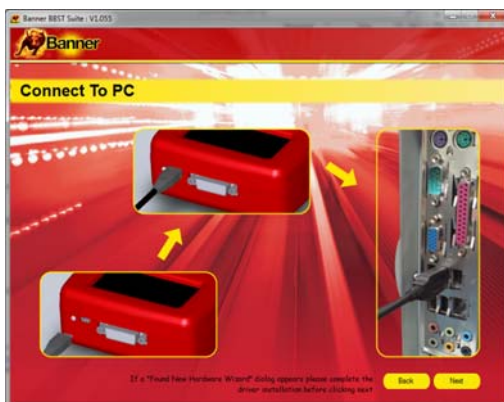 Banner BBST Suite : V1.055
Banner
Connect To PC
If a "Found New Hardware Wizard" dialog appears please complete the
driver installation before clicking next
Back
Next